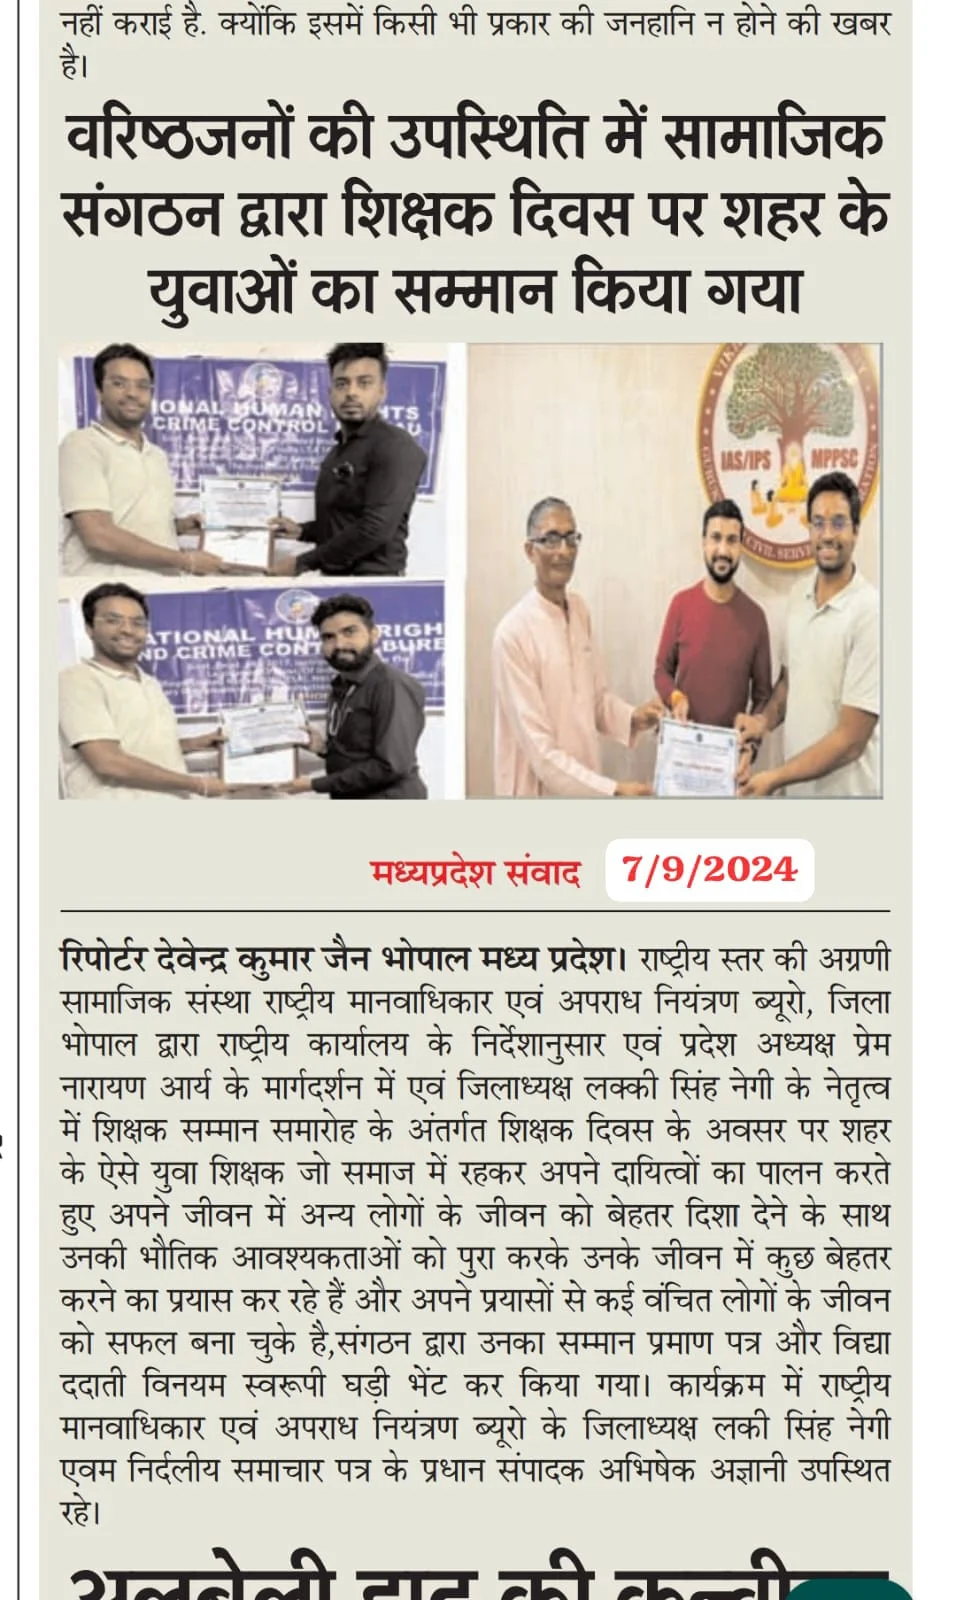 नहीं कराई है. क्योंकि इसमें किसी भी प्रकार की जनहानि न होने की खबर
है।
वरिष्ठजनों की उपस्थिति में सामाजिक
संगठन द्वारा शिक्षक दिवस पर शहर के
युवाओं का सम्मान किया गया
IONAL HUMAN HTS
CRIME CONTROL AU
ATIONAL HUM RIGH
ND CRIME CONT BURE
IAS/IPS MPPSC
CIVIL SERV
मध्यप्रदेश संवाद 7/9/2024
रिपोर्टर देवेन्द्र कुमार जैन भोपाल मध्य प्रदेश। राष्ट्रीय स्तर की अग्रणी
सामाजिक संस्था राष्ट्रीय मानवाधिकार एवं अपराध नियंत्रण ब्यूरो, जिला
भोपाल द्वारा राष्ट्रीय कार्यालय के निर्देशानुसार एवं प्रदेश अध्यक्ष प्रेम
नारायण आर्य के मार्गदर्शन में एवं जिलाध्यक्ष लक्की सिंह नेगी के नेतृत्व
में शिक्षक सम्मान समारोह के अंतर्गत शिक्षक दिवस के अवसर पर शहर
के ऐसे युवा शिक्षक जो समाज में रहकर अपने दायित्वों का पालन करते
हुए अपने जीवन में अन्य लोगों के जीवन को बेहतर दिशा देने के साथ
उनकी भौतिक आवश्यकताओं को पुरा करके उनके जीवन में कुछ बेहतर
करने का प्रयास कर रहे हैं और अपने प्रयासों से कई वंचित लोगों के जीवन
को सफल बना चुके है,संगठन द्वारा उनका सम्मान प्रमाण पत्र और विद्या
ददाती विनयम स्वरूपी घड़ी भेंट कर किया गया। कार्यक्रम में राष्ट्रीय
मानवाधिकार एवं अपराध नियंत्रण ब्यूरो के जिलाध्यक्ष लकी सिंह नेगी
एवम निर्दलीय समाचार पत्र के प्रधान संपादक अभिषेक अज्ञानी उपस्थित
रहे।